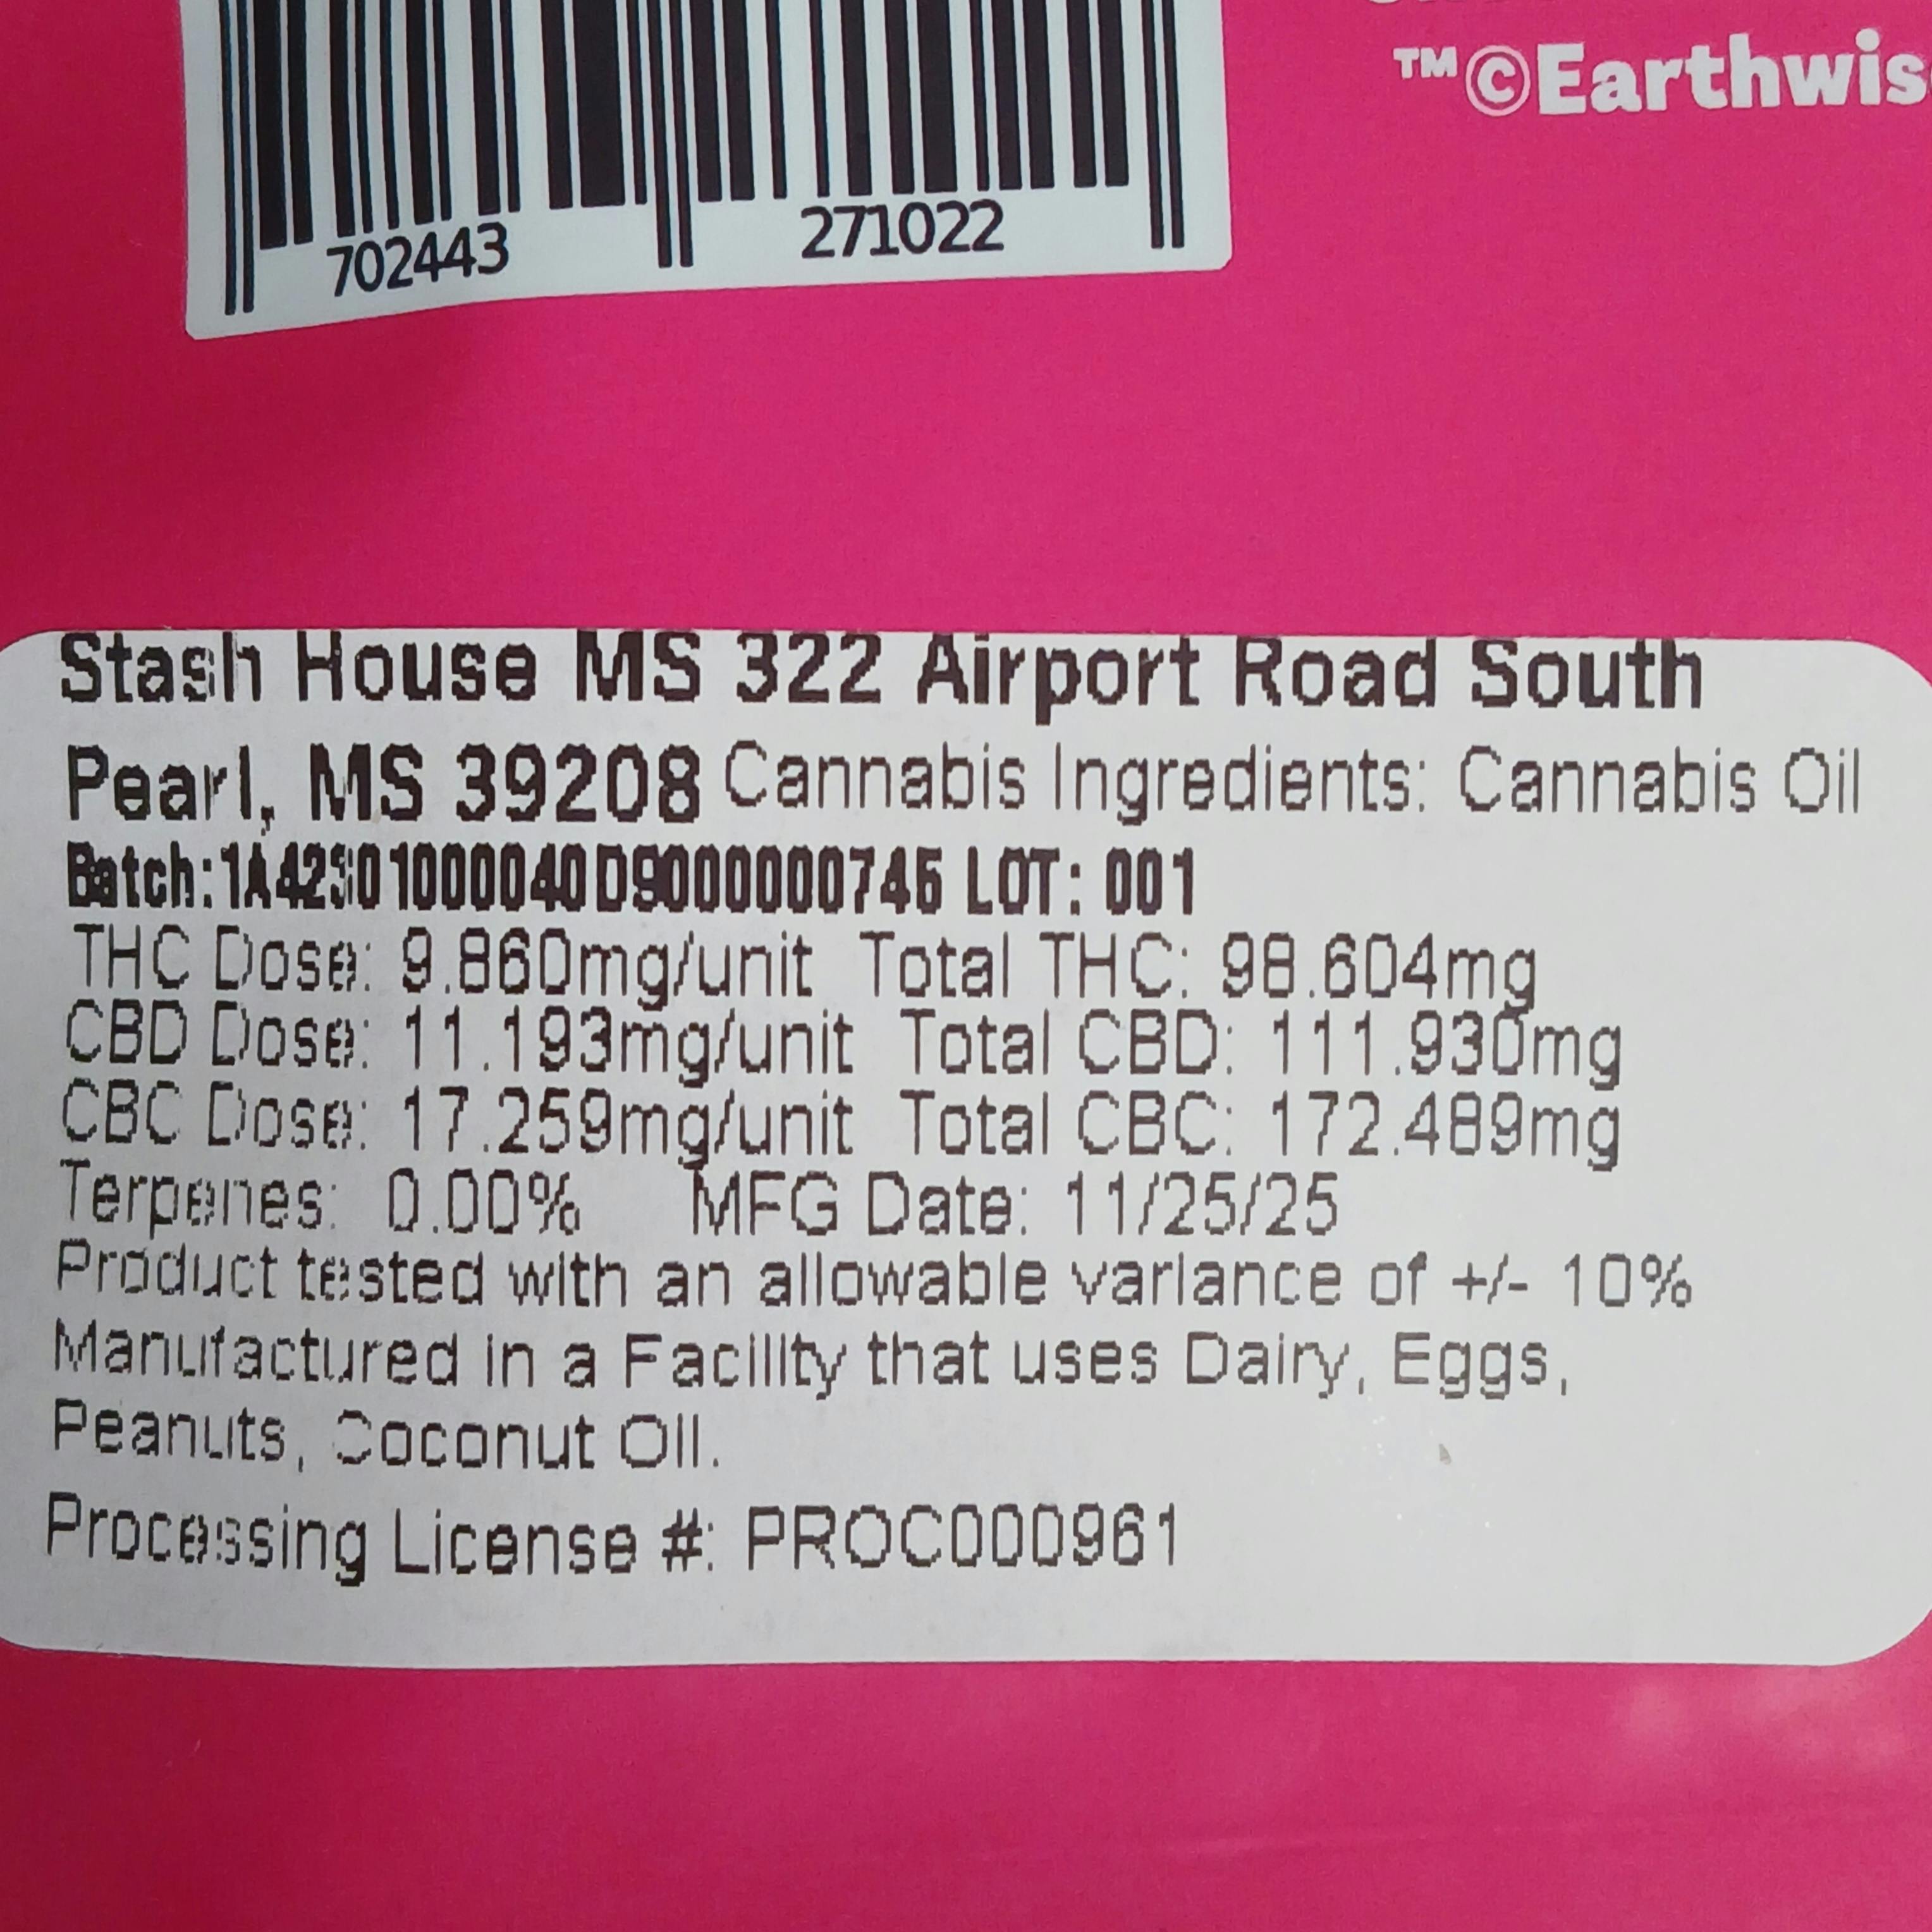 ™©Earthwis
702443 271022
Stash House MS 322 Airport Road South
Pearl, MS 39208 Cannabis Ingredients: Cannabis Oil
Batch: LOT: 001
THC Dose: 9.860mg/unit Total THC: 98.604mg
CBD Dose: 11.193mg/unit Total CBD: 111.930mg
CBC Dose: 17.259mg/unit Total CBC: 172.489mg
Terpenes: 0.00% MFG Date: 11/25/25
Product tested with an allowable variance of +/- 10%
Manufactured in a Facility that uses Dairy, Eggs,
Peanuts, Coconut Oil.
Processing License #: PROC000961